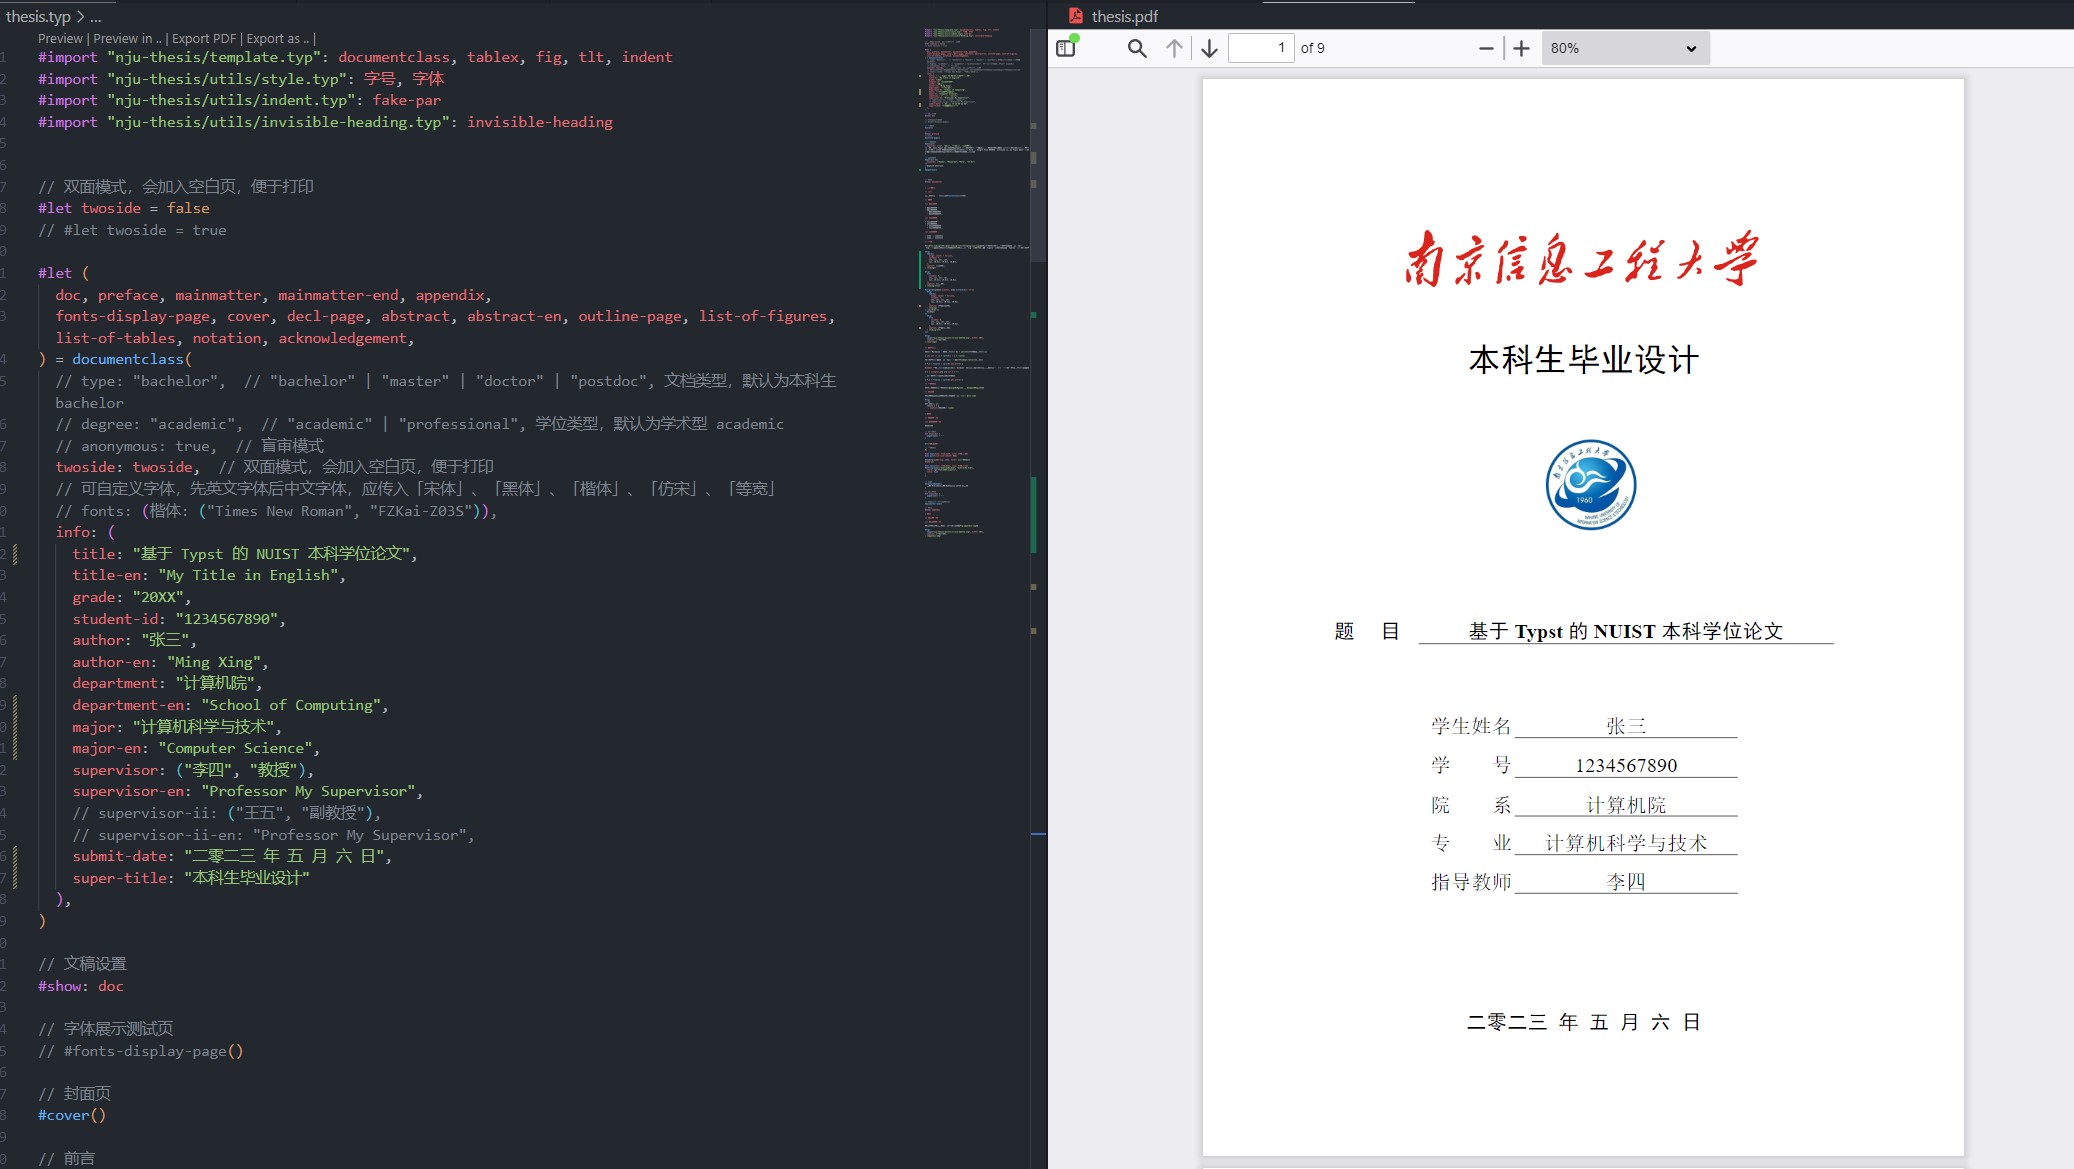 thesis.typ > ...
Preview | Preview in .. | Export PDF | Export as .. |
#import "nju-thesis/template.typ": documentclass, tablex, fig, tlt, indent
#import "nju-thesis/utils/style.typ": 字号, 字体
#import "nju-thesis/utils/indent.typ": fake-par
#import "nju-thesis/utils/invisible-heading.typ": invisible-heading
// 双面模式，会加入空白页，便于打印
#let twoside = false
// #let twoside = true
#let (
doc, preface, mainmatter, mainmatter-end, appendix,
fonts-display-page, cover, decl-page, abstract, abstract-en, outline-page, list-of-figures,
list-of-tables, notation, acknowledgement,
) = documentclass(
// type: "bachelor",  // "bachelor" | "master" | "doctor" | "postdoc", 文档类型，默认为本科生
bachelor
// degree: "academic",  // "academic" | "professional", 学位类型，默认为学术型 academic
// anonymous: true,  // 盲审模式
twoside: twoside,  // 双面模式，会加入空白页，便于打印
// 可自定义字体，先英文字体后中文字体，应传入「宋体」、「黑体」、「楷体」、「仿宋」、「等宽」
// fonts: (楷体: ("Times New Roman", "FZKai-Z03S")),
info: (
title: "基于 Typst 的 NUIST 本科学位论文",
title-en: "My Title in English",
grade: "20XX",
student-id: "1234567890",
author: "张三",
author-en: "Ming Xing",
department: "计算机院",
department-en: "School of Computing",
major: "计算机科学与技术",
major-en: "Computer Science",
supervisor: ("李四", "教授"),
supervisor-en: "Professor My Supervisor",
// supervisor-ii: ("王五", "副教授"),
// supervisor-ii-en: "Professor My Supervisor",
submit-date: "二零二三 年 五 月 六 日",
super-title: "本科生毕业设计"
),
)
// 文稿设置
#show: doc
// 字体展示测试页
// #fonts-display-page()
// 封面页
#cover()
// 前言
thesis.pdf
1 of 9
80%
南京信息工程大学
本科生毕业设计
1960
题 目 基于 Typst 的 NUIST 本科学位论文
学生姓名 张三
学 号 1234567890
院 系 计算机院
专 业 计算机科学与技术
指导教师 李四
二零二三 年 五 月 六 日